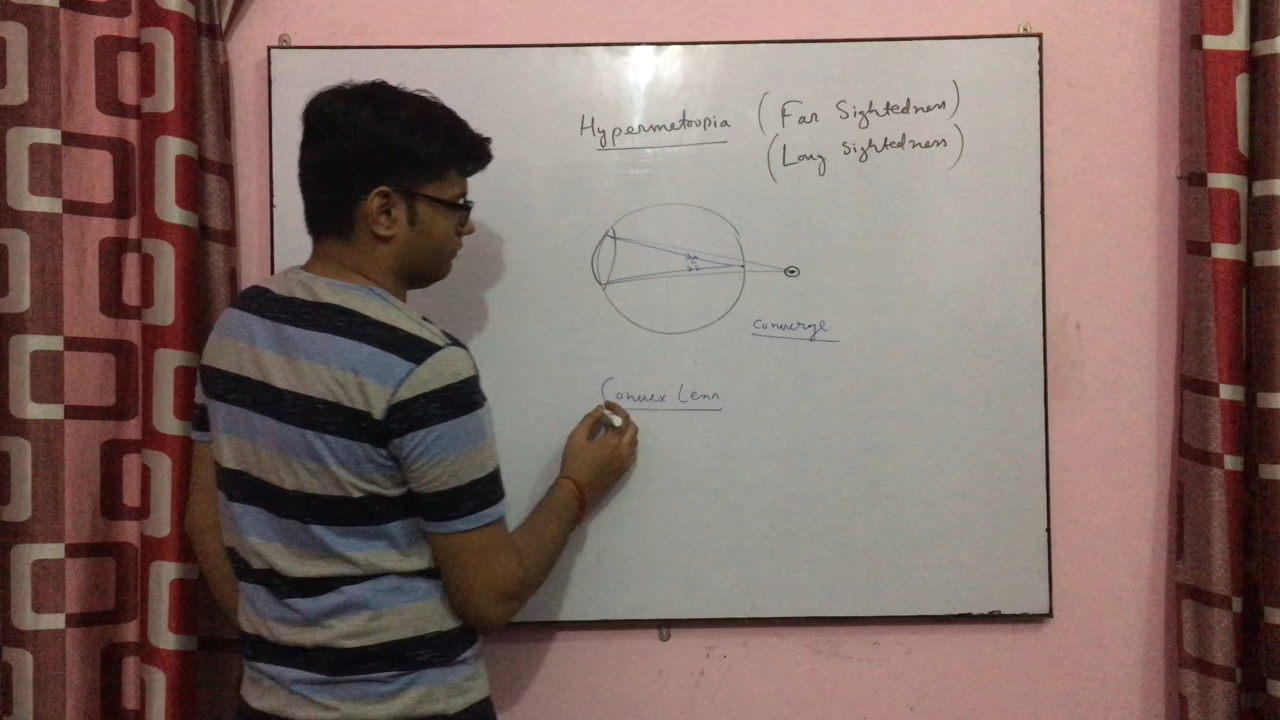 Hypermetropia (Far Sightedness)
(Long sightedness)
Converge
Convex Lens.